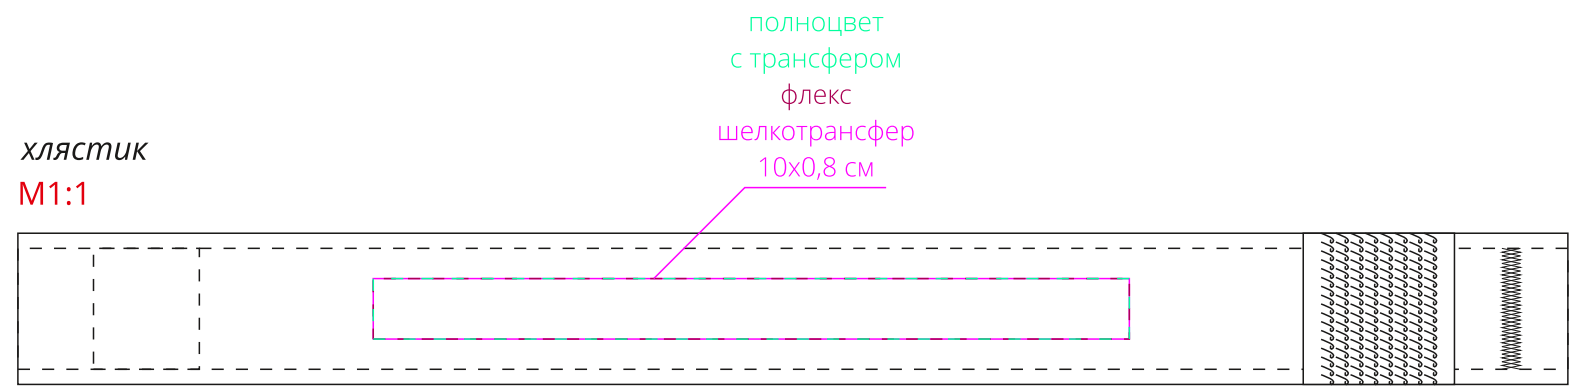 полноцвет
с трансфером
флекс
шелкотрансфер
10х0,8 см
хлястик
М1:1